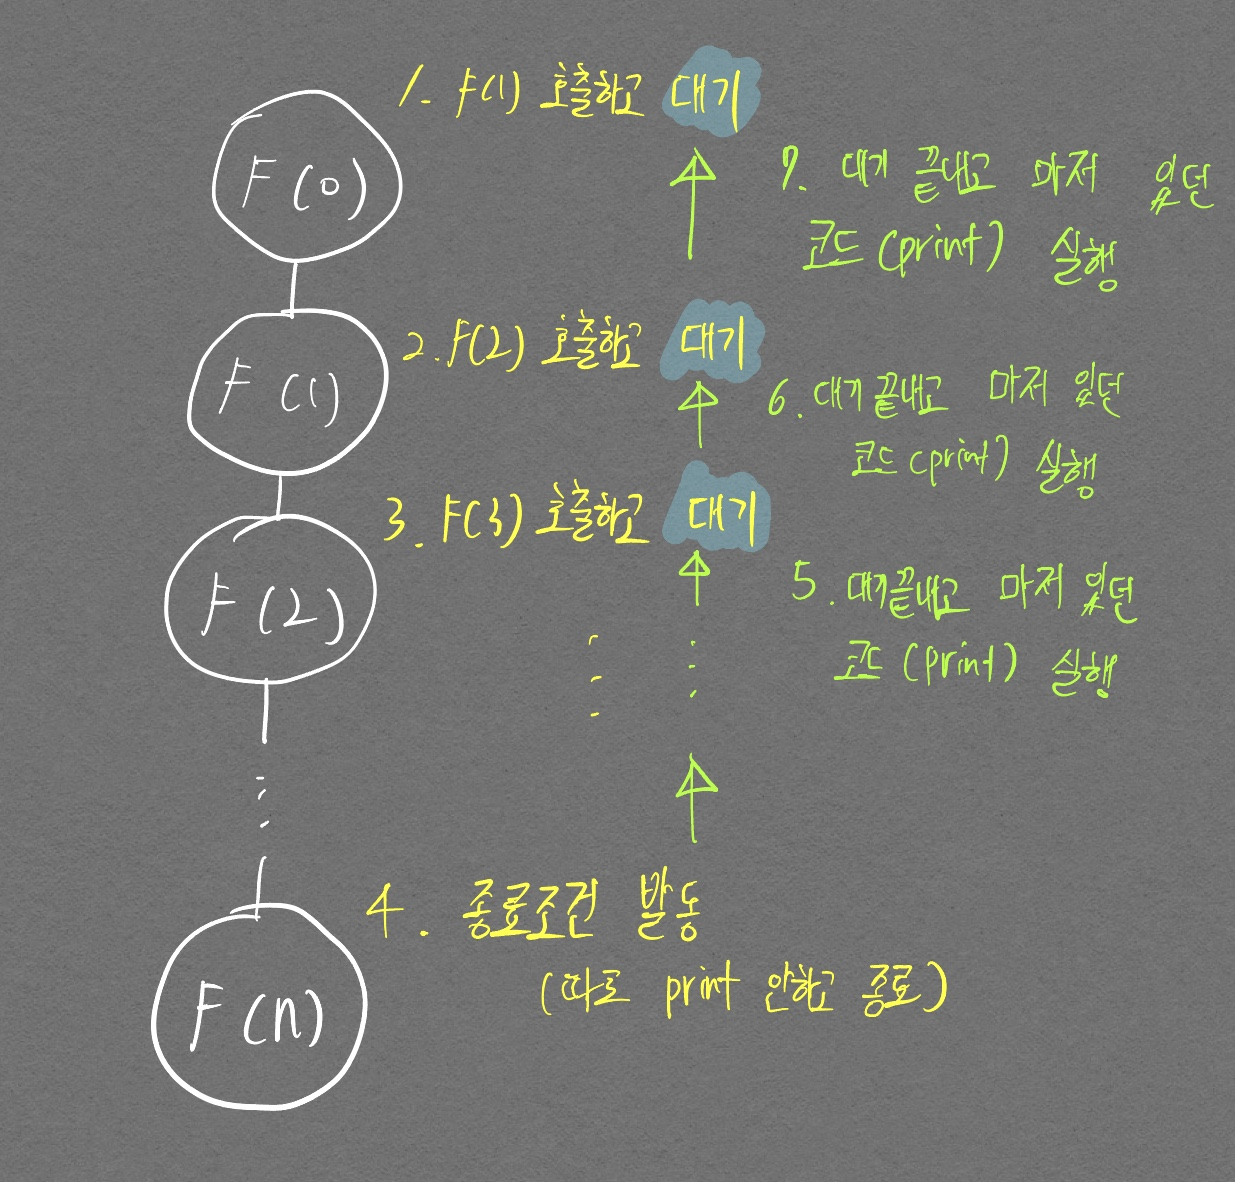 F(0)
1. F(1) 호출하고 대기
7. 대기 끝내고 마저 있던
코드(print) 실행
F(1)
2. F(2) 호출하고 대기
6. 대기 끝내고 마저 있던
코드(print) 실행
F(2)
3. F(3) 호출하고 대기
5. 대기 끝내고 마저 있던
코드(print) 실행
F(n)
4. 종료조건 발동
(따로 print 안하고 종료)